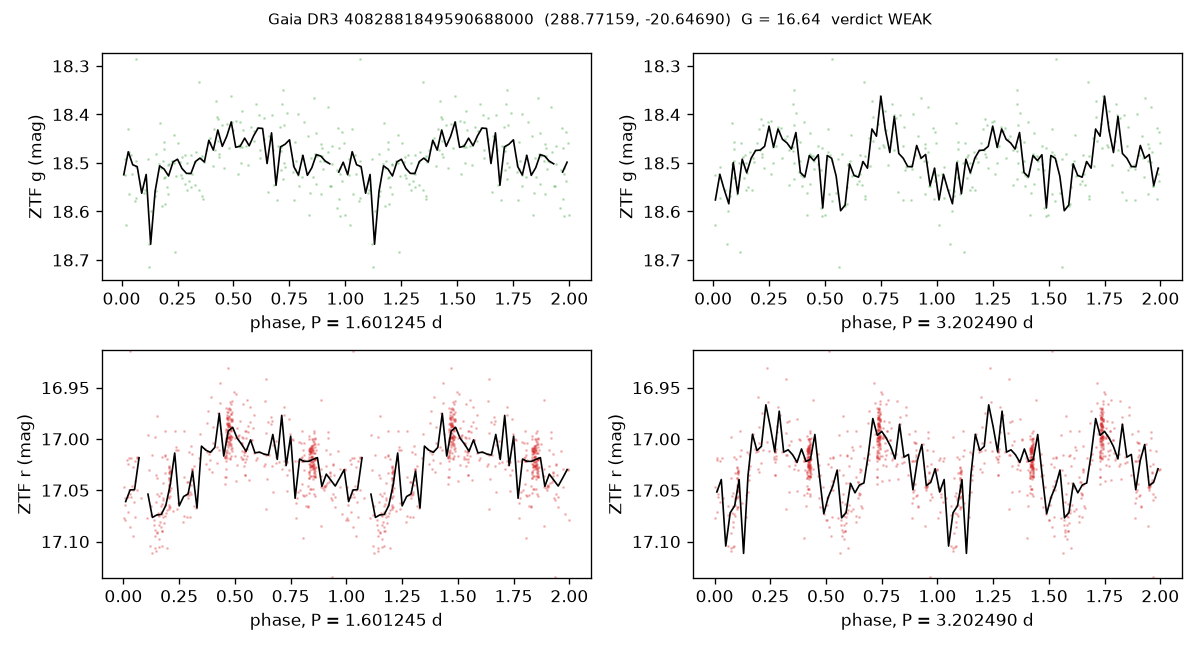 Gaia DR3 4082881849590688000  (288.77159, -20.64690)  G = 16.64  verdict WEAK
ZTF g (mag)
18.3
18.4
18.5
18.6
18.7
0.00 0.25 0.50 0.75 1.00 1.25 1.50 1.75 2.00
phase, P = 1.601245 d
ZTF g (mag)
18.3
18.4
18.5
18.6
18.7
0.00 0.25 0.50 0.75 1.00 1.25 1.50 1.75 2.00
phase, P = 3.202490 d
ZTF r (mag)
16.95
17.00
17.05
17.10
0.00 0.25 0.50 0.75 1.00 1.25 1.50 1.75 2.00
phase, P = 1.601245 d
ZTF r (mag)
16.95
17.00
17.05
17.10
0.00 0.25 0.50 0.75 1.00 1.25 1.50 1.75 2.00
phase, P = 3.202490 d